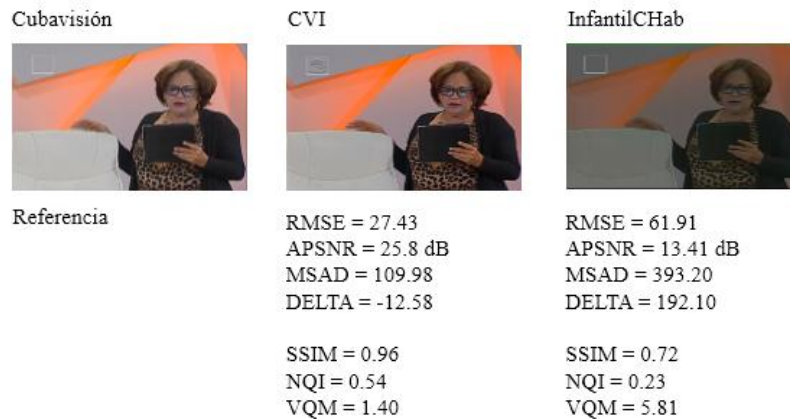 Cubavisión
CVI
InfantilCHab
Referencia
RMSE = 27.43
APSNR = 25.8 dB
MSAD = 109.98
DELTA = -12.58
SSIM = 0.96
NQI = 0.54
VQM = 1.40
RMSE = 61.91
APSNR = 13.41 dB
MSAD = 393.20
DELTA = 192.10
SSIM = 0.72
NQI = 0.23
VQM = 5.81